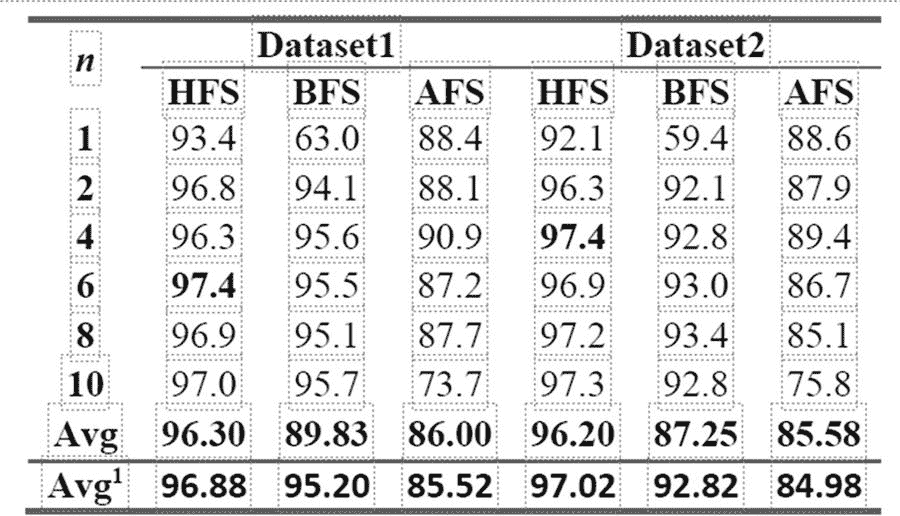 n Dataset1 Dataset2
HFS BFS AFS HFS BFS AFS
1 93.4 63.0 88.4 92.1 59.4 88.6
2 96.8 94.1 88.1 96.3 92.1 87.9
4 96.3 95.6 90.9 97.4 92.8 89.4
6 97.4 95.5 87.2 96.9 93.0 86.7
8 96.9 95.1 87.7 97.2 93.4 85.1
10 97.0 95.7 73.7 97.3 92.8 75.8
Avg 96.30 89.83 86.00 96.20 87.25 85.58
Avg¹ 96.88 95.20 85.52 97.02 92.82 84.98